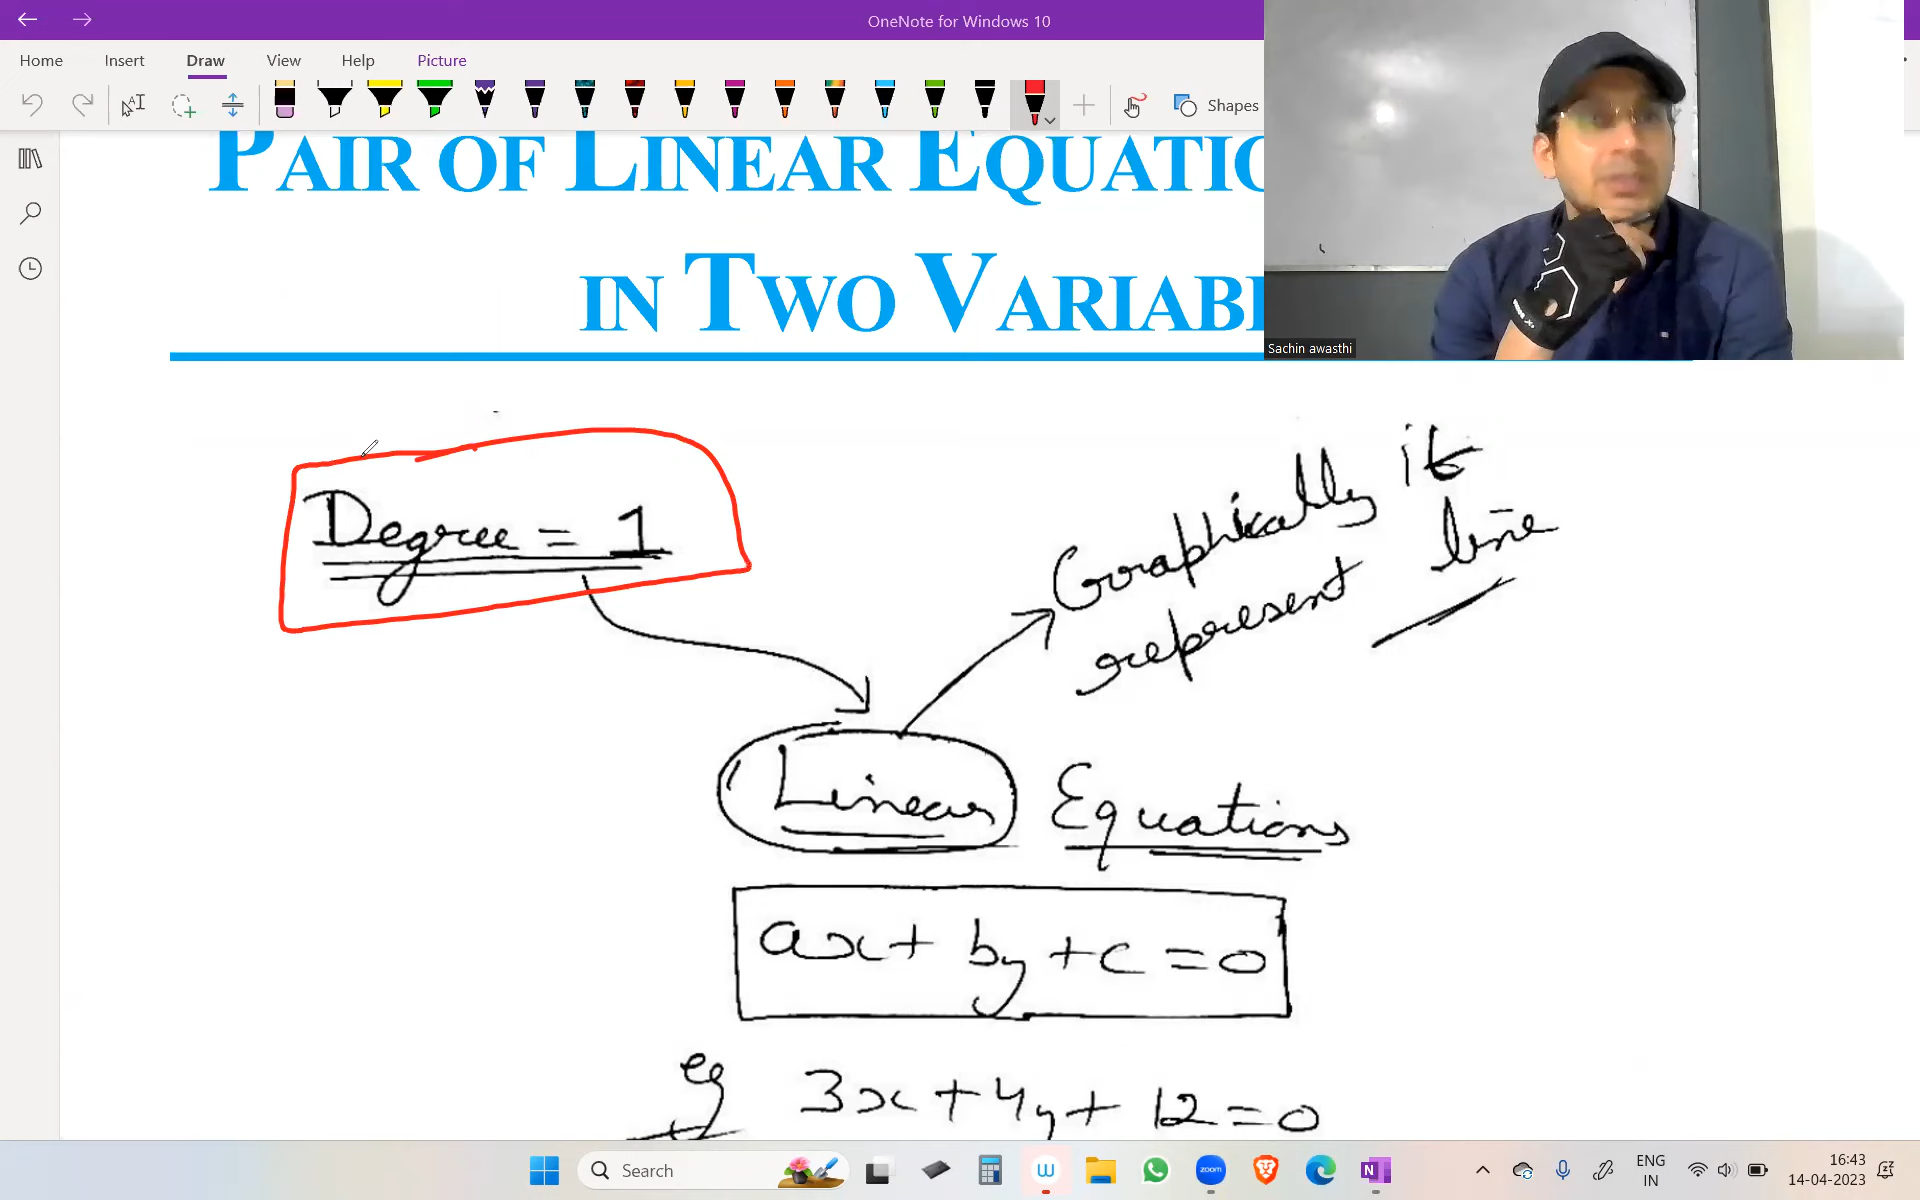 OneNote for Windows 10
Home Insert Draw View Help Picture
Shapes
PAIR OF LINEAR EQUATIO
IN TWO VARIABL
Sachin awasthi
Degree = 1
Graphically it
represent line
Linear Equations
ax + by + c = 0
eg 3x + 4y + 12 = 0
Search
zoom
ENG
IN
16:43
14-04-2023